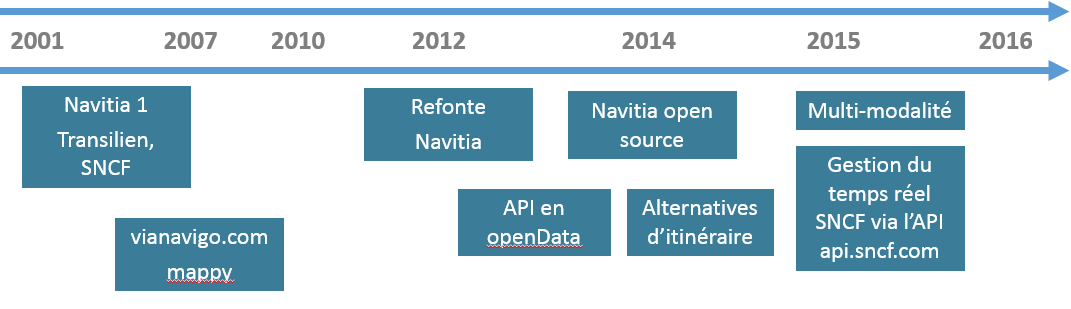 2001 2007 2010 2012 2014 2015 2016
Navitia 1
Transilien,
SNCF
vianavigo.com
mappy
Refonte
Navitia
API en
openData
Navitia open
source
Alternatives
d’itinéraire
Multi-modalité
Gestion du
temps réel
SNCF via l’API
api.sncf.com